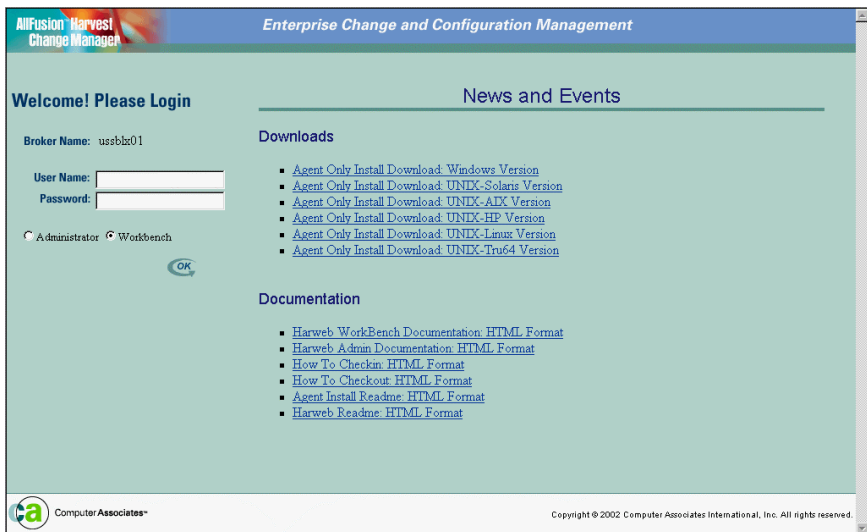 AllFusion™ Harvest
Change Manager
Enterprise Change and Configuration Management
Welcome! Please Login
Broker Name: ussblx01
User Name:
Password:
Administrator Workbench
OK
News and Events
Downloads
Agent Only Install Download: Windows Version
Agent Only Install Download: UNIX-Solaris Version
Agent Only Install Download: UNIX-AIX Version
Agent Only Install Download: UNIX-HP Version
Agent Only Install Download: UNIX-Linux Version
Agent Only Install Download: UNIX-Tru64 Version
Documentation
Harweb WorkBench Documentation: HTML Format
Harweb Admin Documentation: HTML Format
How To Checkin: HTML Format
How To Checkout: HTML Format
Agent Install Readme: HTML Format
Harweb Readme: HTML Format
ca Computer Associates™
Copyright © 2002 Computer Associates International, Inc. All rights reserved.